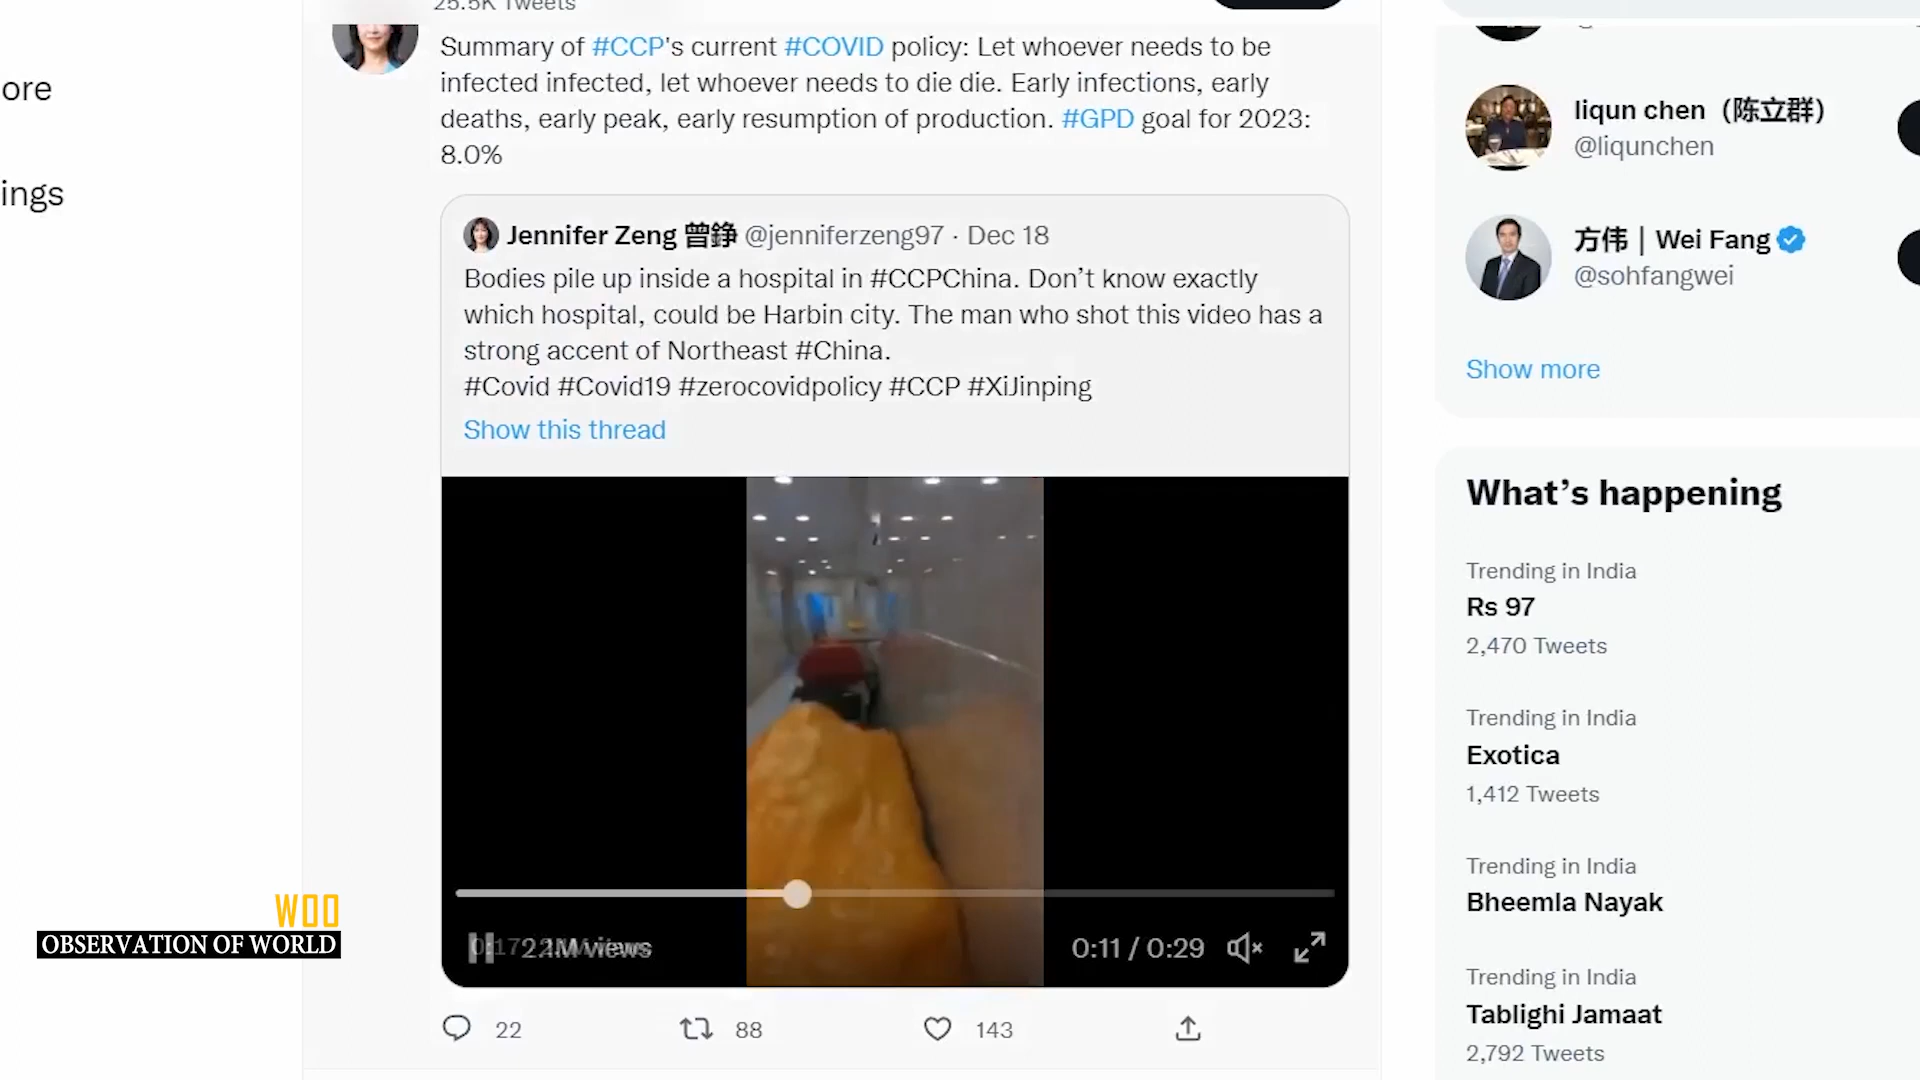 25.5K Tweets
ore
ings
Summary of #CCP's current #COVID policy: Let whoever needs to be
infected infected, let whoever needs to die die. Early infections, early
deaths, early peak, early resumption of production. #GPD goal for 2023:
8.0%
Jennifer Zeng 曾錚 @jenniferzeng97 · Dec 18
Bodies pile up inside a hospital in #CCPChina. Don’t know exactly
which hospital, could be Harbin city. The man who shot this video has a
strong accent of Northeast #China.
#Covid #Covid19 #zerocovidpolicy #CCP #XiJinping
Show this thread
views
0:11 / 0:29
22
88
143
WOO
OBSERVATION OF WORLD
liqun chen（陈立群）
@liqunchen
方伟 | Wei Fang
@sohfangwei
Show more
What’s happening
Trending in India
Rs 97
2,470 Tweets
Trending in India
Exotica
1,412 Tweets
Trending in India
Bheemla Nayak
Trending in India
Tablighi Jamaat
2,792 Tweets